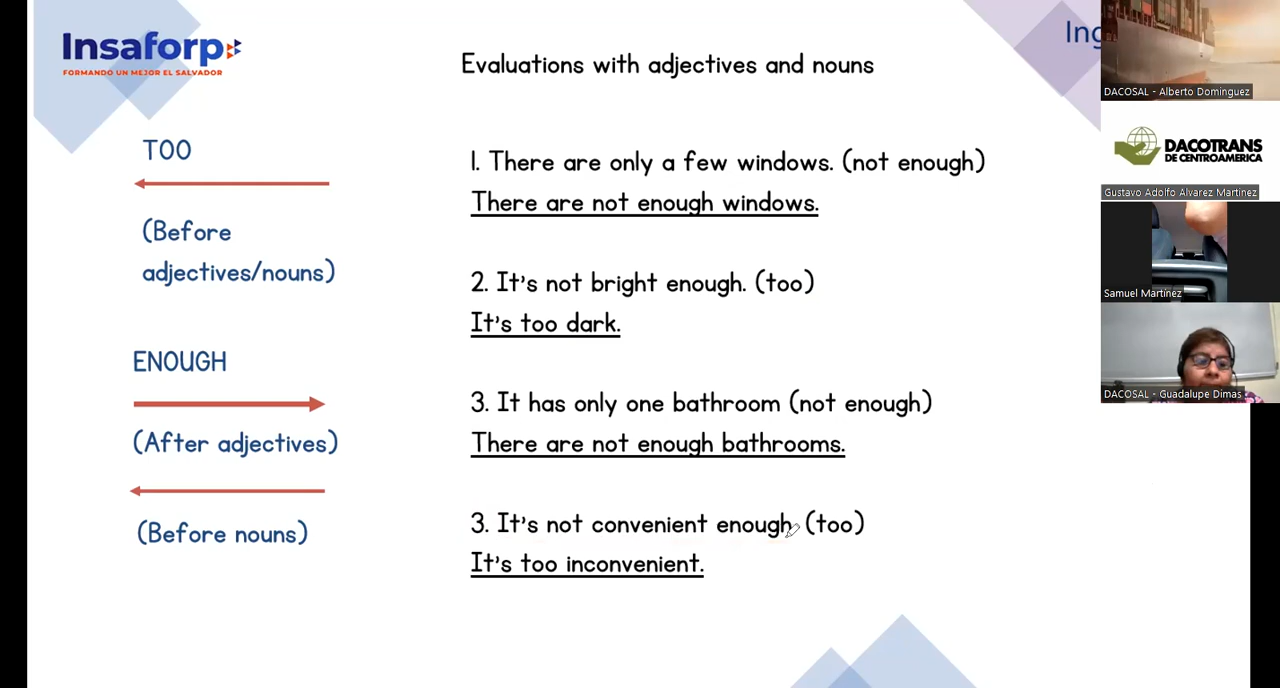 Insaforp
FORMANDO UN MEJOR EL SALVADOR
Evaluations with adjectives and nouns
TOO
(Before
adjectives/nouns)
ENOUGH
(After adjectives)
(Before nouns)
1. There are only a few windows. (not enough)
There are not enough windows.
2. It's not bright enough. (too)
It's too dark.
3. It has only one bathroom (not enough)
There are not enough bathrooms.
3. It's not convenient enough (too)
It's too inconvenient.
Ing
DACOSAL - Alberto Dominguez
DACOTRANS
DE CENTROAMERICA
Gustavo Adolfo Alvarez Martinez
Samuel Martinez
DACOSAL - Guadalupe Dimas